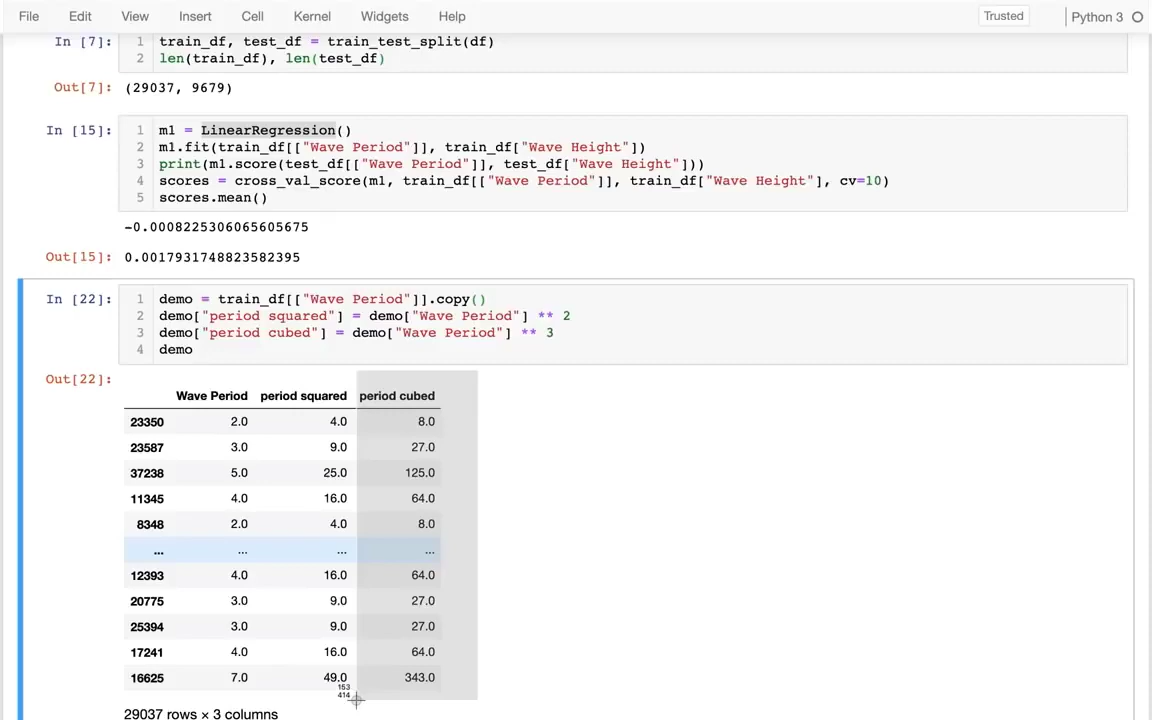 File Edit View Insert Cell Kernel Widgets Help Trusted Python 3
In [7]: 1 train_df, test_df = train_test_split(df)
2 len(train_df), len(test_df)
Out[7]: (29037, 9679)
In [15]: 1 m1 = LinearRegression()
2 m1.fit(train_df[["Wave Period"]], train_df["Wave Height"])
3 print(m1.score(test_df[["Wave Period"]], test_df["Wave Height"]))
4 scores = cross_val_score(m1, train_df[["Wave Period"]], train_df["Wave Height"], cv=10)
5 scores.mean()
-0.0008225306065605675
Out[15]: 0.0017931748823582395
In [22]: 1 demo = train_df[["Wave Period"]].copy()
2 demo["period squared"] = demo["Wave Period"] ** 2
3 demo["period cubed"] = demo["Wave Period"] ** 3
4 demo
Out[22]:
Wave Period period squared period cubed
23350 2.0 4.0 8.0
23587 3.0 9.0 27.0
37238 5.0 25.0 125.0
11345 4.0 16.0 64.0
8348 2.0 4.0 8.0
... ... ... ...
12393 4.0 16.0 64.0
20775 3.0 9.0 27.0
25394 3.0 9.0 27.0
17241 4.0 16.0 64.0
16625 7.0 49.0 343.0
153
414
29037 rows × 3 columns